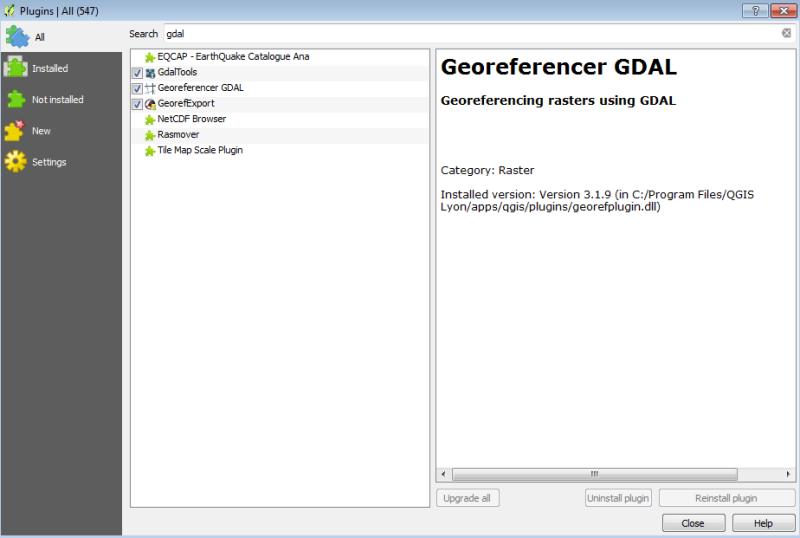 Plugins | All (547)
All
Installed
Not installed
New
Settings
Search gdal
EQCAP - EarthQuake Catalogue Ana
GdalTools
Georeferencer GDAL
GeorefExport
NetCDF Browser
Rasmover
Tile Map Scale Plugin
Georeferencer GDAL
Georeferencing rasters using GDAL
Category: Raster
Installed version: Version 3.1.9 (in C:/Program Files/QGIS
Lyon/apps/qgis/plugins/georefplugin.dll)
Upgrade all
Uninstall plugin
Reinstall plugin
Close
Help